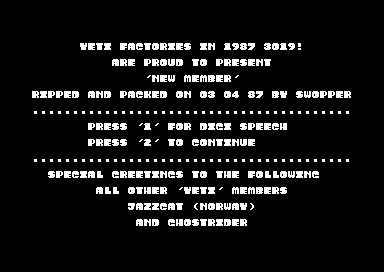 YETI FACTORIES IN 1987 3019!
ARE PROUD TO PRESENT
'NEW MEMBER'
RIPPED AND PACKED ON 03 04 87 BY SWOPPER
........................................
PRESS '1' FOR DIGI SPEECH
PRESS '2' TO CONTINUE
........................................
SPECIAL GREETINGS TO THE FOLLOWING
ALL OTHER 'YETI' MEMBERS
JAZZCAT (NORWAY)
AND GHOSTRIDER